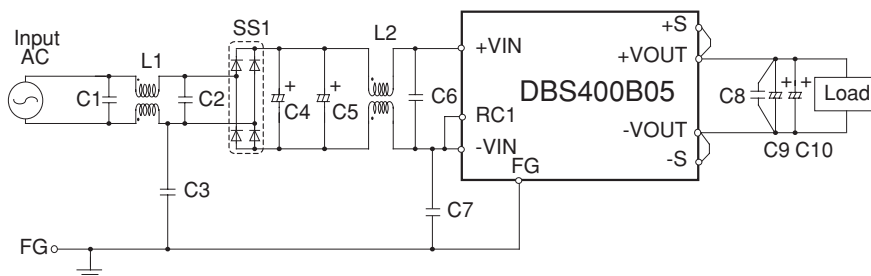 Input
AC
L1
C1
C2
SS1
C4
C5
L2
C6
+VIN
RC1
-VIN
DBS400B05
FG
+S
+VOUT
-VOUT
-S
C8
C9
C10
Load
C3
C7
FG
+
+
+
+